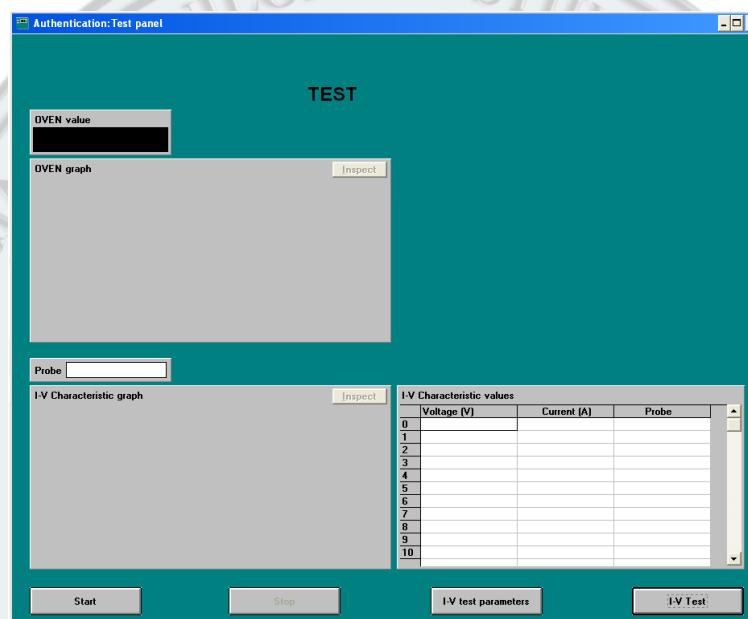 Authentication:Test panel
TEST
OVEN value
OVEN graph
Inspect
Probe
I-V Characteristic graph
Inspect
I-V Characteristic values
Voltage (V) Current (A) Probe
0
1
2
3
4
5
6
7
8
9
10
Start Stop I-V test parameters I-V Test